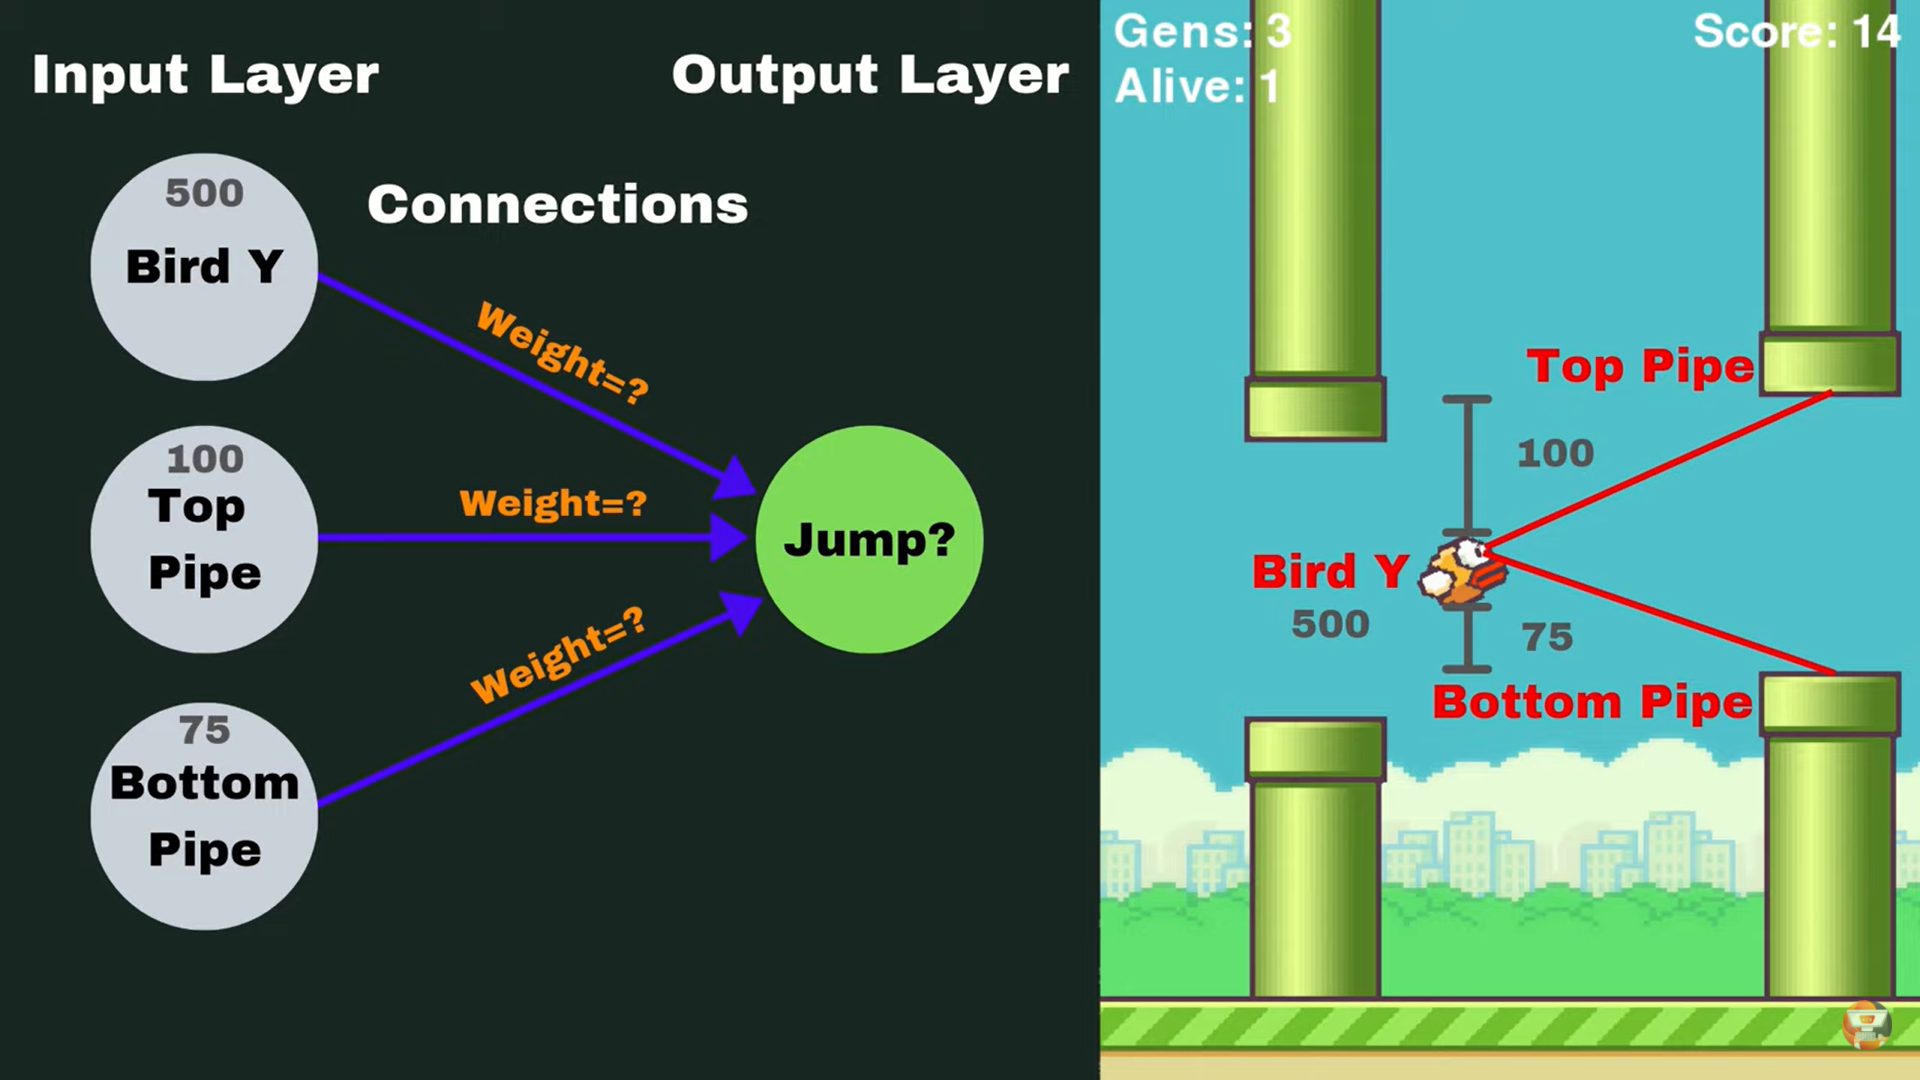 Input Layer
Output Layer
Connections
500
Bird Y
Weight=?
100
Top
Pipe
Weight=?
Jump?
75
Bottom
Pipe
Weight=?
Gens: 3
Alive: 1
Score: 14
Top Pipe
100
Bird Y
500
75
Bottom Pipe